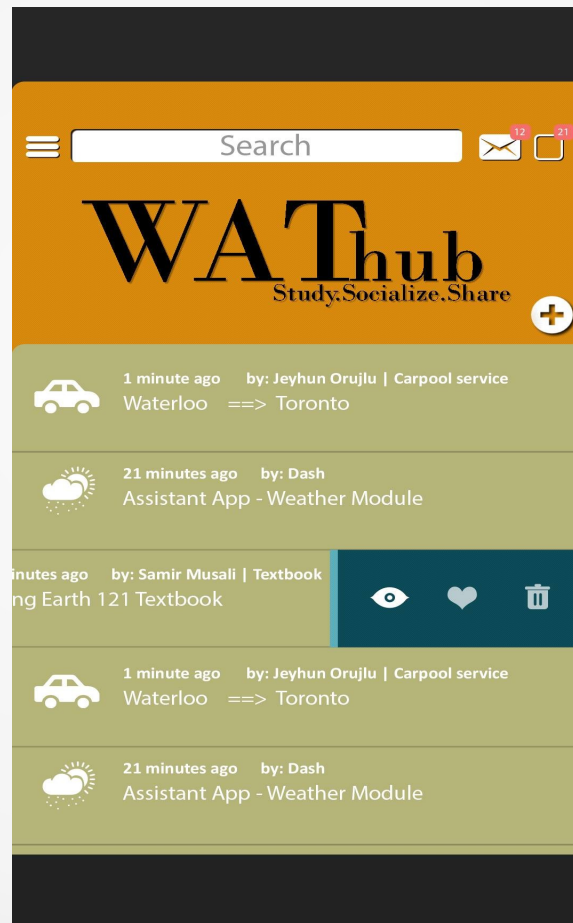 Search
12
21
WAThub
Study.Socialize.Share
1 minute ago by: Jeyhun Orujlu | Carpool service
Waterloo ==> Toronto
21 minutes ago by: Dash
Assistant App - Weather Module
inutes ago by: Samir Musali | Textbook
ng Earth 121 Textbook
1 minute ago by: Jeyhun Orujlu | Carpool service
Waterloo ==> Toronto
21 minutes ago by: Dash
Assistant App - Weather Module